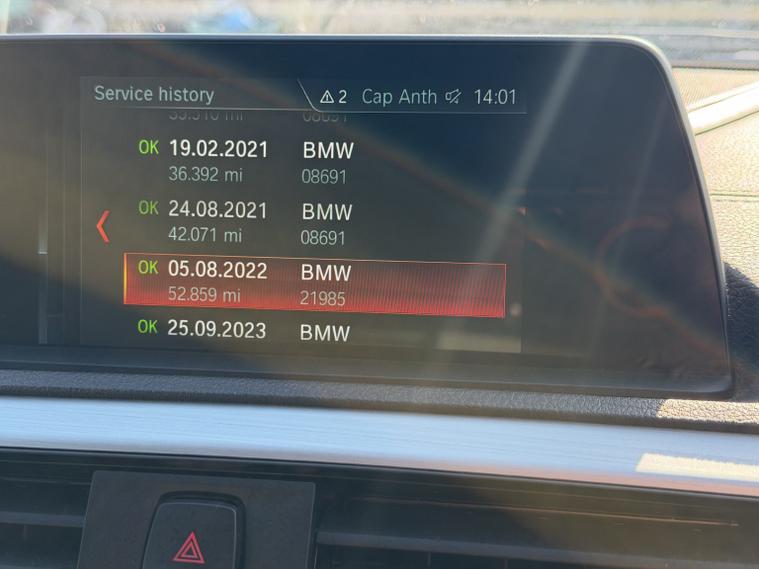 Service history
2 Cap Anth 14:01
OK 19.02.2021 BMW
36.392 mi 08691
OK 24.08.2021 BMW
42.071 mi 08691
OK 05.08.2022 BMW
52.859 mi 21985
OK 25.09.2023 BMW